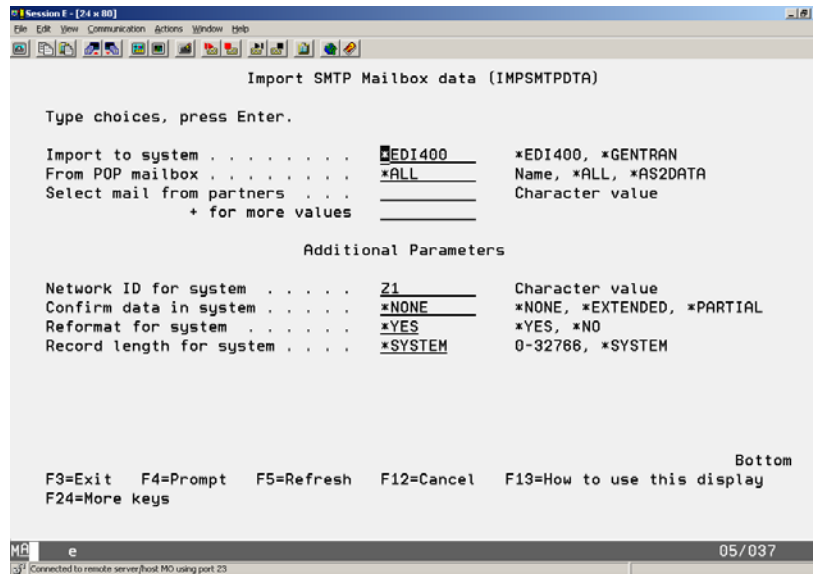 Session E - [24 x 80]
File Edit View Communication Actions Window Help
Import SMTP Mailbox data (IMPSMTPDTA)
Type choices, press Enter.
Import to system . . . . . . . . *EDI400 *EDI400, *GENTRAN
From POP mailbox . . . . . . . . *ALL Name, *ALL, *AS2DATA
Select mail from partners . . . Character value
+ for more values
Additional Parameters
Network ID for system . . . . . Z1 Character value
Confirm data in system . . . . . *NONE *NONE, *EXTENDED, *PARTIAL
Reformat for system . . . . . . *YES *YES, *NO
Record length for system . . . . *SYSTEM 0-32766, *SYSTEM
Bottom
F3=Exit F4=Prompt F5=Refresh F12=Cancel F13=How to use this display
F24=More keys
MA e 05/037
Connected to remote server/host MO using port 23